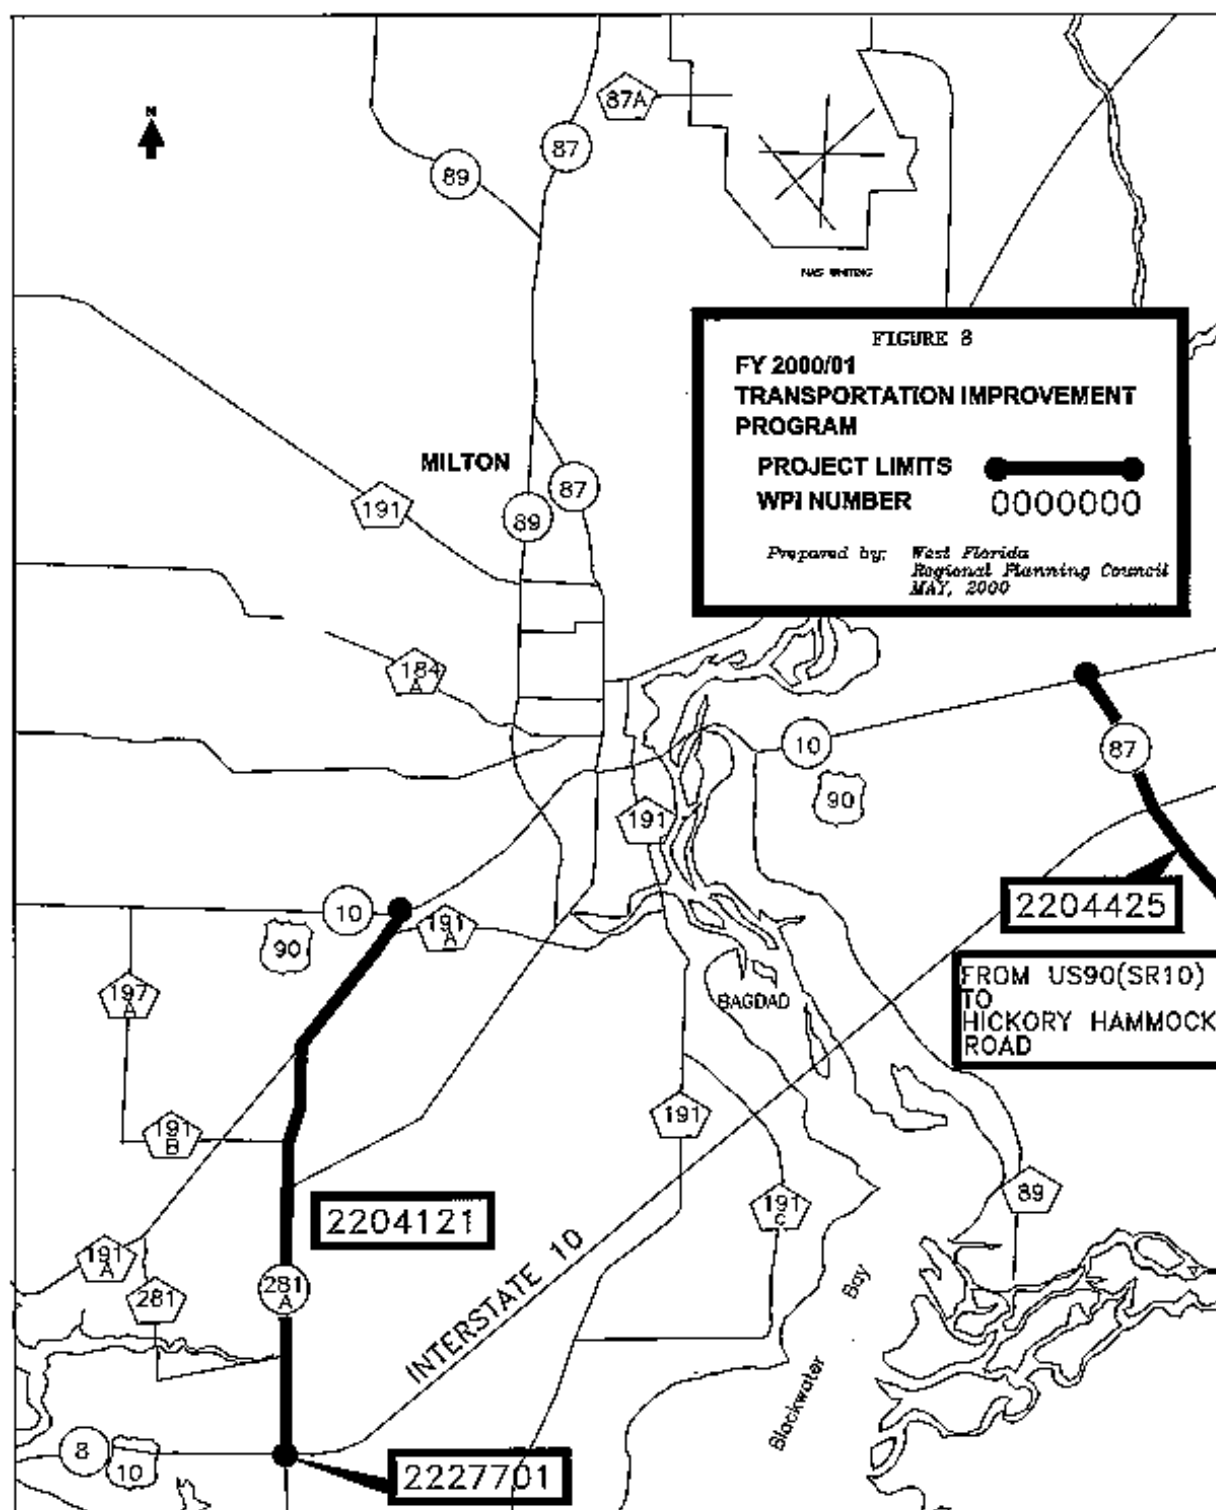 87A
N
87
89
NAS WHITING
FIGURE 8
FY 2000/01
TRANSPORTATION IMPROVEMENT
PROGRAM
PROJECT LIMITS
WPI NUMBER 0000000
Prepared by: West Florida
Regional Planning Council
MAY, 2000
MILTON
87
191
89
184
A
10
87
90
191
2204425
10
191
A
90
FROM US90(SR10)
TO
HICKORY HAMMOCK
ROAD
197
A
BAGDAD
191
191
B
89
191
C
2204121
191
A
281
281
A
INTERSTATE 10
Blackwater Bay
8
10
2227701